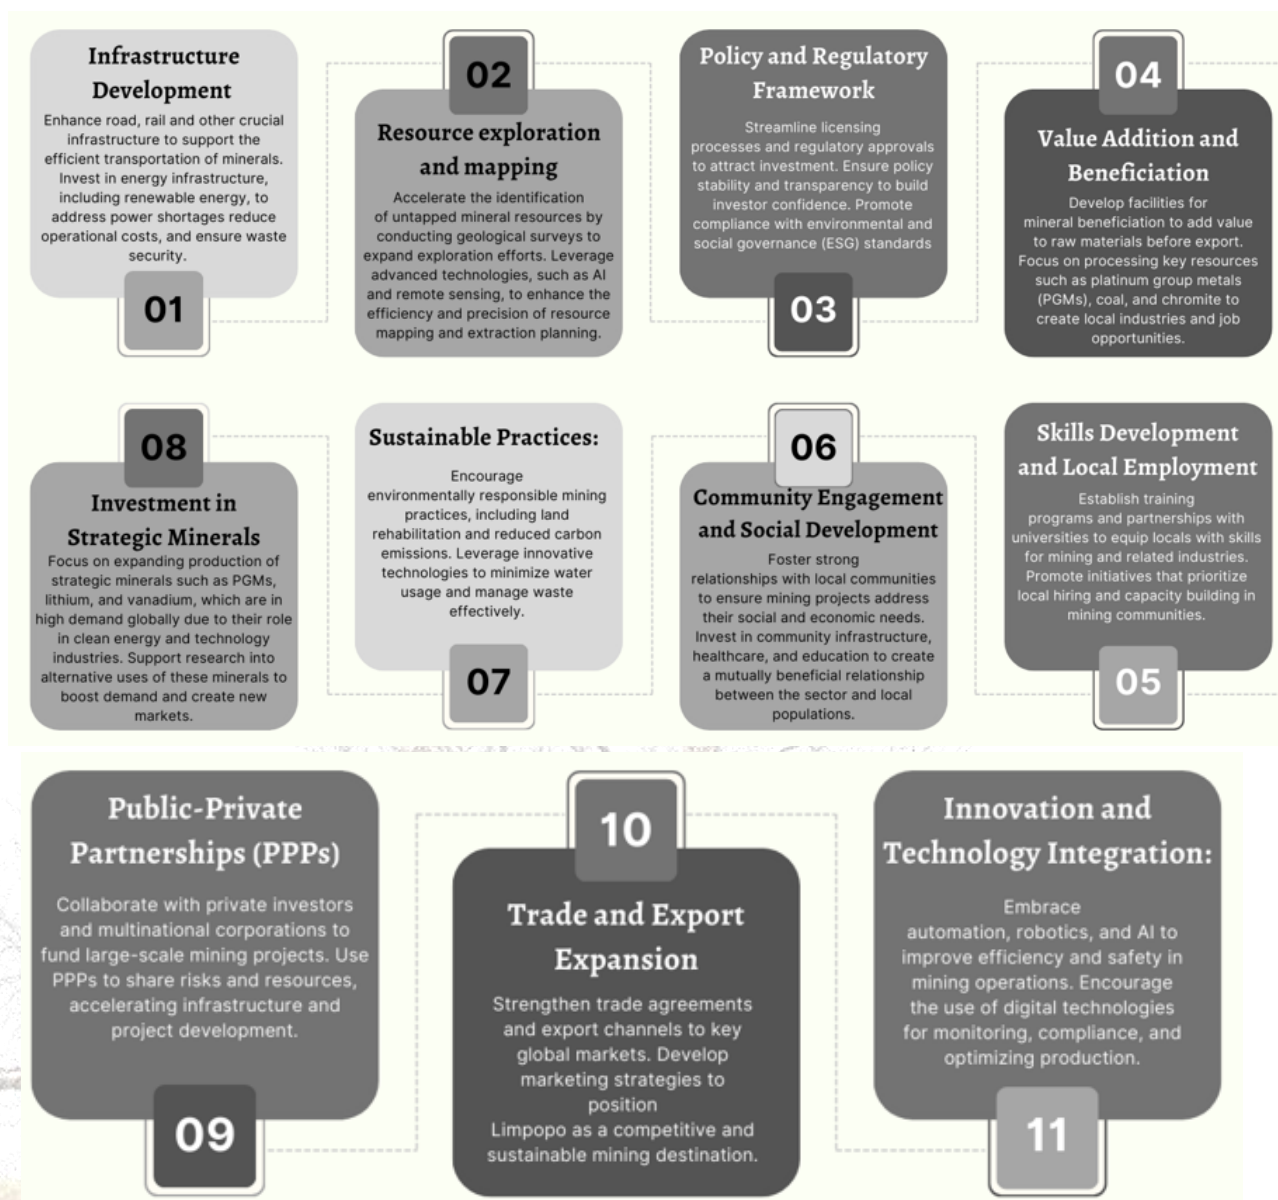 Infrastructure
Development
Enhance road, rail and other crucial
infrastructure to support the
efficient transportation of minerals.
Invest in energy infrastructure,
including renewable energy, to
address power shortages reduce
operational costs, and ensure waste
security.
01
02
Resource exploration
and mapping
Accelerate the identification
of untapped mineral resources by
conducting geological surveys to
expand exploration efforts. Leverage
advanced technologies, such as AI
and remote sensing, to enhance the
efficiency and precision of resource
mapping and extraction planning.
Policy and Regulatory
Framework
Streamline licensing
processes and regulatory approvals
to attract investment. Ensure policy
stability and transparency to build
investor confidence. Promote
compliance with environmental and
social governance (ESG) standards
03
04
Value Addition and
Beneficiation
Develop facilities for
mineral beneficiation to add value
to raw materials before export.
Focus on processing key resources
such as platinum group metals
(PGMs), coal, and chromite to
create local industries and job
opportunities.
08
Investment in
Strategic Minerals
Focus on expanding production of
strategic minerals such as PGMs,
lithium, and vanadium, which are in
high demand globally due to their role
in clean energy and technology
industries. Support research into
alternative uses of these minerals to
boost demand and create new
markets.
Sustainable Practices:
Encourage
environmentally responsible mining
practices, including land
rehabilitation and reduced carbon
emissions. Leverage innovative
technologies to minimize water
usage and manage waste
effectively.
07
06
Community Engagement
and Social Development
Foster strong
relationships with local communities
to ensure mining projects address
their social and economic needs.
Invest in community infrastructure,
healthcare, and education to create
a mutually beneficial relationship
between the sector and local
populations.
Skills Development
and Local Employment
Establish training
programs and partnerships with
universities to equip locals with skills
for mining and related industries.
Promote initiatives that prioritize
local hiring and capacity building in
mining communities.
05
Public-Private
Partnerships (PPPs)
Collaborate with private investors
and multinational corporations to
fund large-scale mining projects. Use
PPPs to share risks and resources,
accelerating infrastructure and
project development.
09
10
Trade and Export
Expansion
Strengthen trade agreements
and export channels to key
global markets. Develop
marketing strategies to
position
Limpopo as a competitive and
sustainable mining destination.
Innovation and
Technology Integration:
Embrace
automation, robotics, and AI to
improve efficiency and safety in
mining operations. Encourage
the use of digital technologies
for monitoring, compliance, and
optimizing production.
11